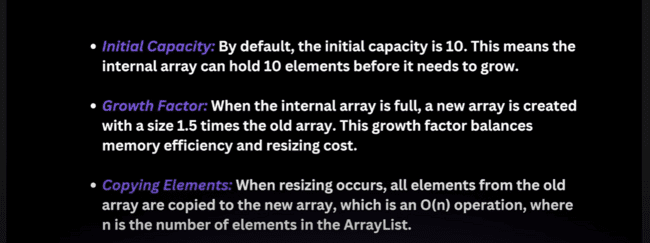 • Initial Capacity: By default, the initial capacity is 10. This means the
internal array can hold 10 elements before it needs to grow.
• Growth Factor: When the internal array is full, a new array is created
with a size 1.5 times the old array. This growth factor balances
memory efficiency and resizing cost.
• Copying Elements: When resizing occurs, all elements from the old
array are copied to the new array, which is an O(n) operation, where
n is the number of elements in the ArrayList.